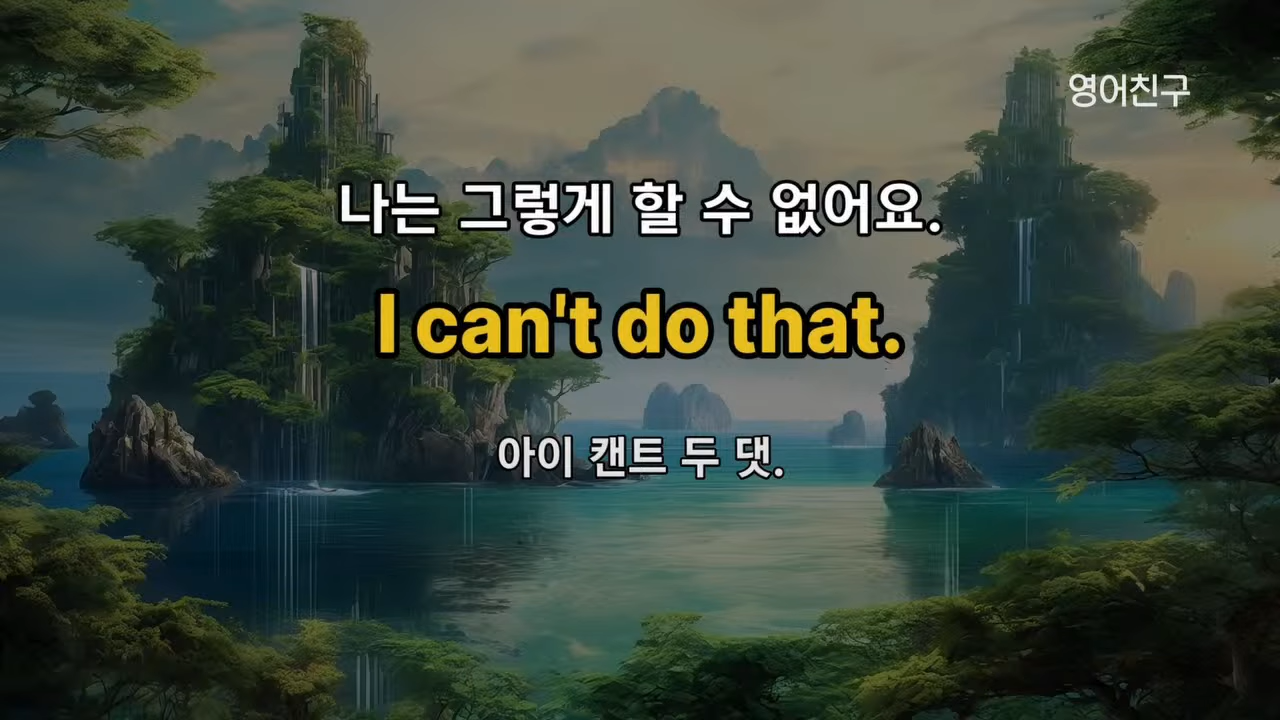 영어친구
나는 그렇게 할 수 없어요.
I can't do that.
아이 캔트 두 댓.